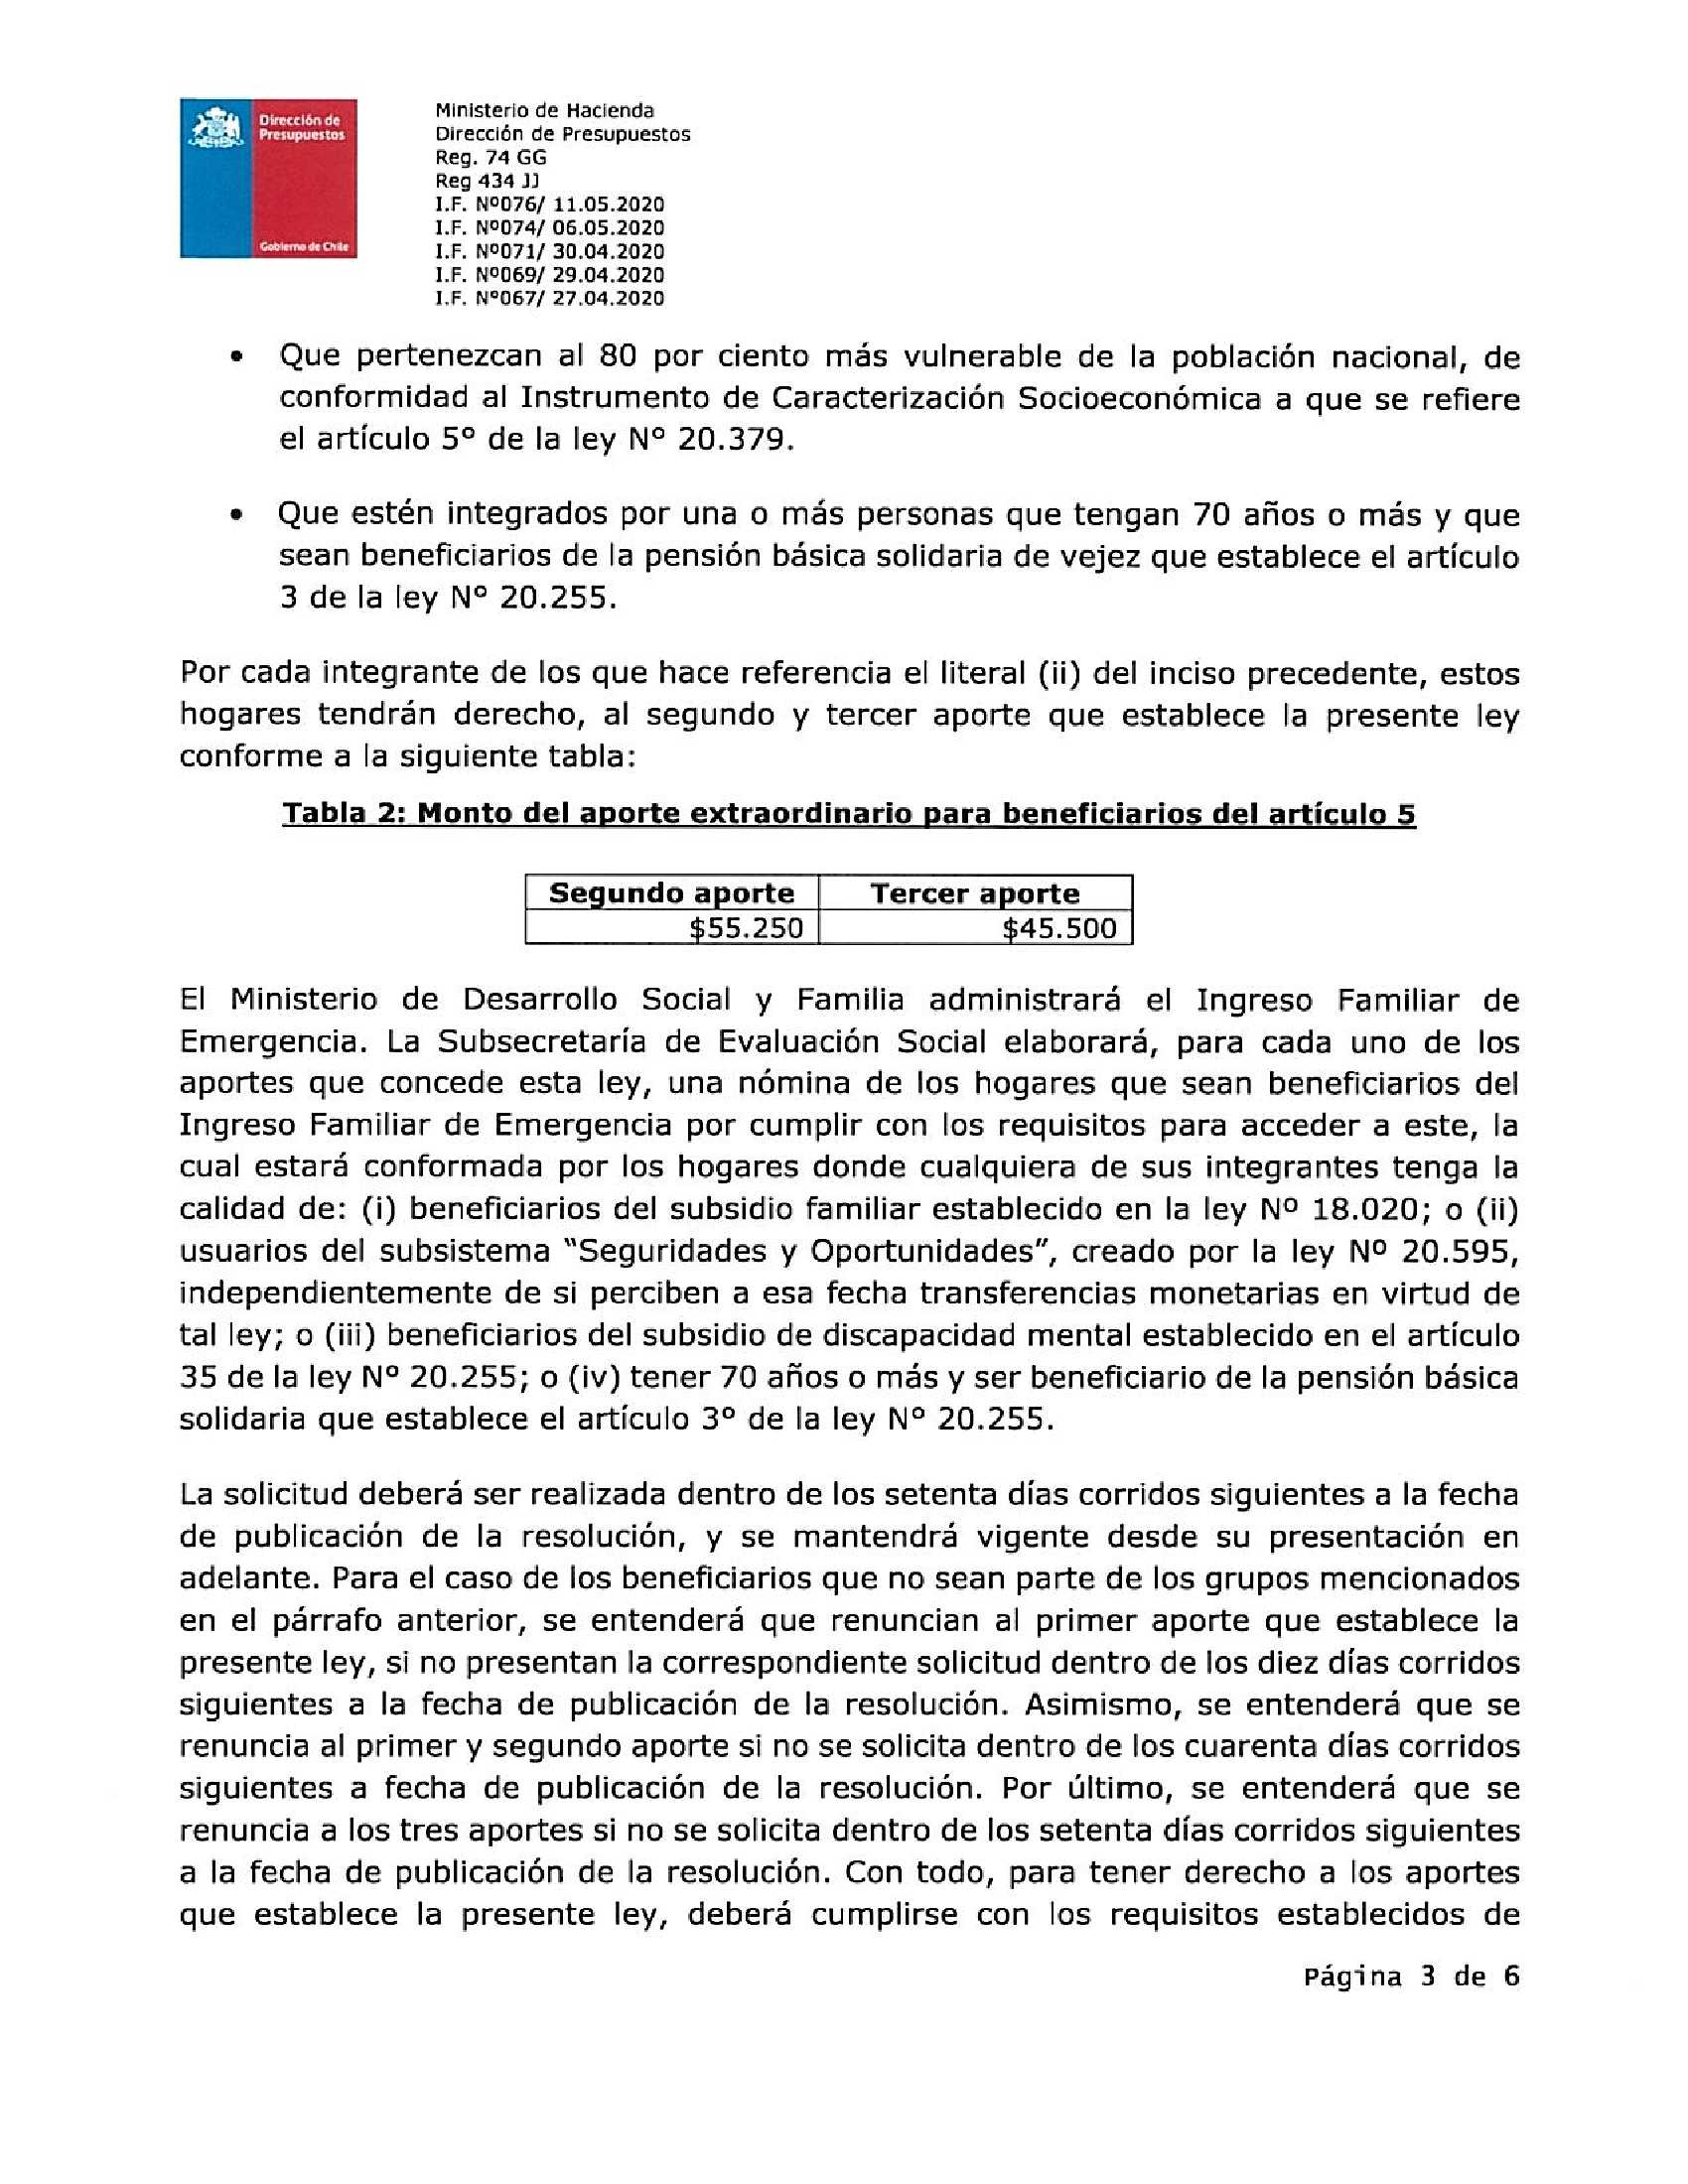 Dirección de
Presupuestos
Gobierno de Chile
Ministerio de Hacienda
Dirección de Presupuestos
Reg. 74 GG
Reg 434 JJ
I.F. Nº076/ 11.05.2020
I.F. Nº074/ 06.05.2020
I.F. Nº071/ 30.04.2020
I.F. Nº069/ 29.04.2020
I.F. N°067/ 27.04.2020
• Que pertenezcan al 80 por ciento más vulnerable de la población nacional, de
conformidad al Instrumento de Caracterización Socioeconómica a que se refiere
el artículo 5° de la ley N° 20.379.
• Que estén integrados por una o más personas que tengan 70 años o más y que
sean beneficiarios de la pensión básica solidaria de vejez que establece el artículo
3 de la ley N° 20.255.
Por cada integrante de los que hace referencia el literal (ii) del inciso precedente, estos
hogares tendrán derecho, al segundo y tercer aporte que establece la presente ley
conforme a la siguiente tabla:
Tabla 2: Monto del aporte extraordinario para beneficiarios del artículo 5
Segundo aporte Tercer aporte
$55.250 $45.500
El Ministerio de Desarrollo Social y Familia administrará el Ingreso Familiar de
Emergencia. La Subsecretaría de Evaluación Social elaborará, para cada uno de los
aportes que concede esta ley, una nómina de los hogares que sean beneficiarios del
Ingreso Familiar de Emergencia por cumplir con los requisitos para acceder a este, la
cual estará conformada por los hogares donde cualquiera de sus integrantes tenga la
calidad de: (i) beneficiarios del subsidio familiar establecido en la ley Nº 18.020; o (ii)
usuarios del subsistema “Seguridades y Oportunidades”, creado por la ley Nº 20.595,
independientemente de si perciben a esa fecha transferencias monetarias en virtud de
tal ley; o (iii) beneficiarios del subsidio de discapacidad mental establecido en el artículo
35 de la ley N° 20.255; o (iv) tener 70 años o más y ser beneficiario de la pensión básica
solidaria que establece el artículo 3° de la ley N° 20.255.
La solicitud deberá ser realizada dentro de los setenta días corridos siguientes a la fecha
de publicación de la resolución, y se mantendrá vigente desde su presentación en
adelante. Para el caso de los beneficiarios que no sean parte de los grupos mencionados
en el párrafo anterior, se entenderá que renuncian al primer aporte que establece la
presente ley, si no presentan la correspondiente solicitud dentro de los diez días corridos
siguientes a la fecha de publicación de la resolución. Asimismo, se entenderá que se
renuncia al primer y segundo aporte si no se solicita dentro de los cuarenta días corridos
siguientes a fecha de publicación de la resolución. Por último, se entenderá que se
renuncia a los tres aportes si no se solicita dentro de los setenta días corridos siguientes
a la fecha de publicación de la resolución. Con todo, para tener derecho a los aportes
que establece la presente ley, deberá cumplirse con los requisitos establecidos de
Página 3 de 6